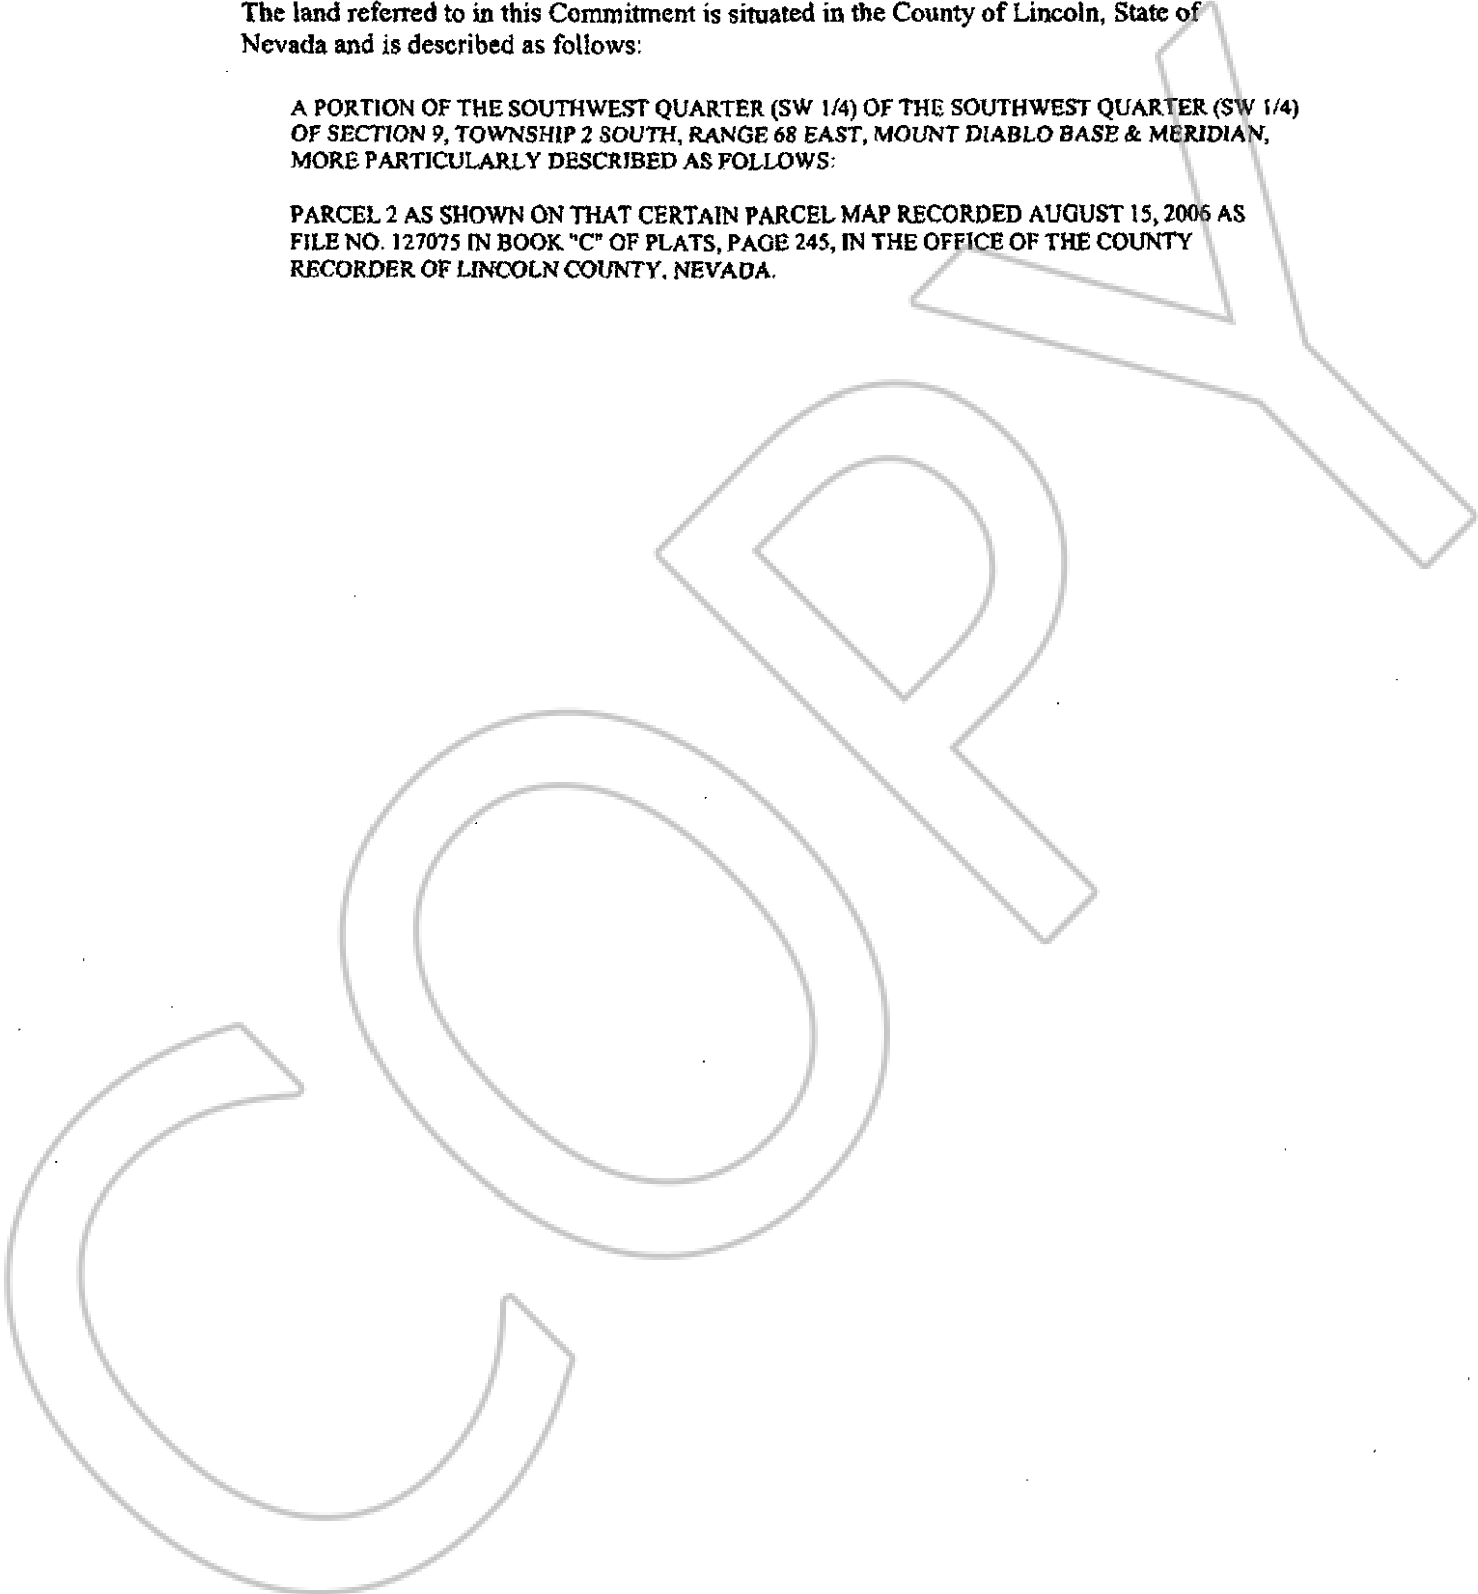 The land referred to in this Commitment is situated in the County of Lincoln, State of
Nevada and is described as follows:
A PORTION OF THE SOUTHWEST QUARTER (SW 1/4) OF THE SOUTHWEST QUARTER (SW 1/4)
OF SECTION 9, TOWNSHIP 2 SOUTH, RANGE 68 EAST, MOUNT DIABLO BASE & MERIDIAN,
MORE PARTICULARLY DESCRIBED AS FOLLOWS:
PARCEL 2 AS SHOWN ON THAT CERTAIN PARCEL MAP RECORDED AUGUST 15, 2006 AS
FILE NO. 127075 IN BOOK "C" OF PLATS, PAGE 245, IN THE OFFICE OF THE COUNTY
RECORDER OF LINCOLN COUNTY, NEVADA.
COPY